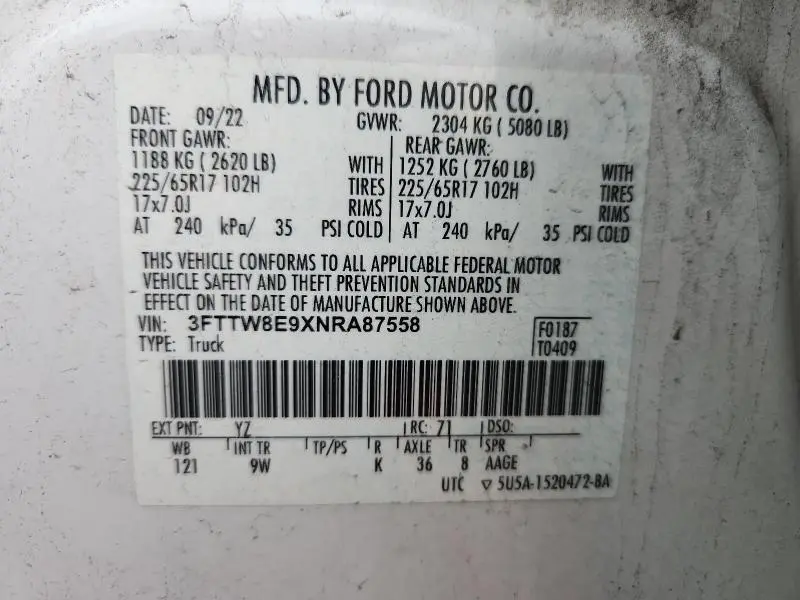 MFD. BY FORD MOTOR CO.
DATE: 09/22 GVWR: 2304 KG ( 5080 LB)
FRONT GAWR: REAR GAWR:
1188 KG ( 2620 LB) WITH 1252 KG ( 2760 LB) WITH
225/65R17 102H TIRES 225/65R17 102H TIRES
17x7.0J RIMS 17x7.0J RIMS
AT 240 kPa/ 35 PSI COLD AT 240 kPa/ 35 PSI COLD
THIS VEHICLE CONFORMS TO ALL APPLICABLE FEDERAL MOTOR
VEHICLE SAFETY AND THEFT PREVENTION STANDARDS IN
EFFECT ON THE DATE OF MANUFACTURE SHOWN ABOVE.
VIN: 3FTTW8E9XNRA87558 F0187
TYPE: Truck T0409
EXT PNT: YZ RC: 71 DSO:
WB INT TR TP/PS R AXLE TR SPR
121 9W K 36 8 AAGE
UTC ▽ 5U5A-1520472-BA